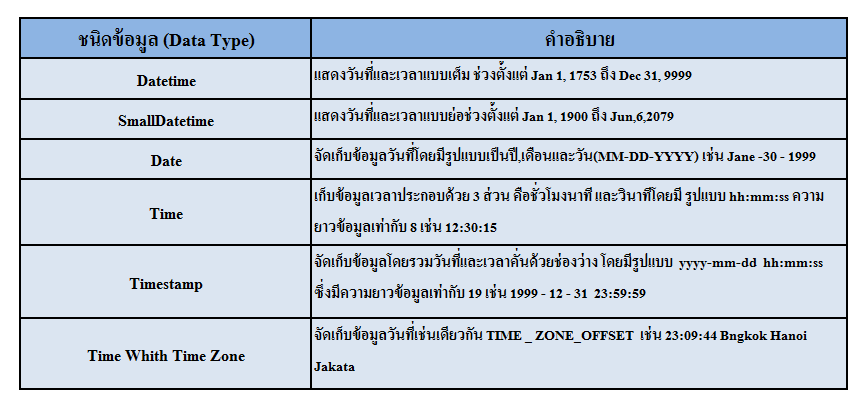 ชนิดข้อมูล (Data Type)
คำอธิบาย
Datetime
แสดงวันที่และเวลาแบบเต็ม ช่วงตั้งแต่ Jan 1, 1753 ถึง Dec 31, 9999
SmallDatetime
แสดงวันที่และเวลาแบบย่อช่วงตั้งแต่ Jan 1, 1900 ถึง Jun,6,2079
Date
จัดเก็บข้อมูลวันที่โดยมีรูปแบบเป็นปี,เดือนและวัน(MM-DD-YYYY) เช่น Jane -30 - 1999
Time
เก็บข้อมูลเวลาประกอบด้วย 3 ส่วน คือชั่วโมงนาที และวินาทีโดยมี รูปแบบ hh:mm:ss ความ
ยาวข้อมูลเท่ากับ 8 เช่น 12:30:15
Timestamp
จัดเก็บข้อมูลโดยรวมวันที่และเวลาคั่นด้วยช่องว่าง โดยมีรูปแบบ yyyy-mm-dd hh:mm:ss
ซึ่งมีความยาวข้อมูลเท่ากับ 19 เช่น 1999 - 12 - 31 23:59:59
Time Whith Time Zone
จัดเก็บข้อมูลวันที่เช่นเดียวกัน TIME _ ZONE_OFFSET เช่น 23:09:44 Bngkok Hanoi
Jakata